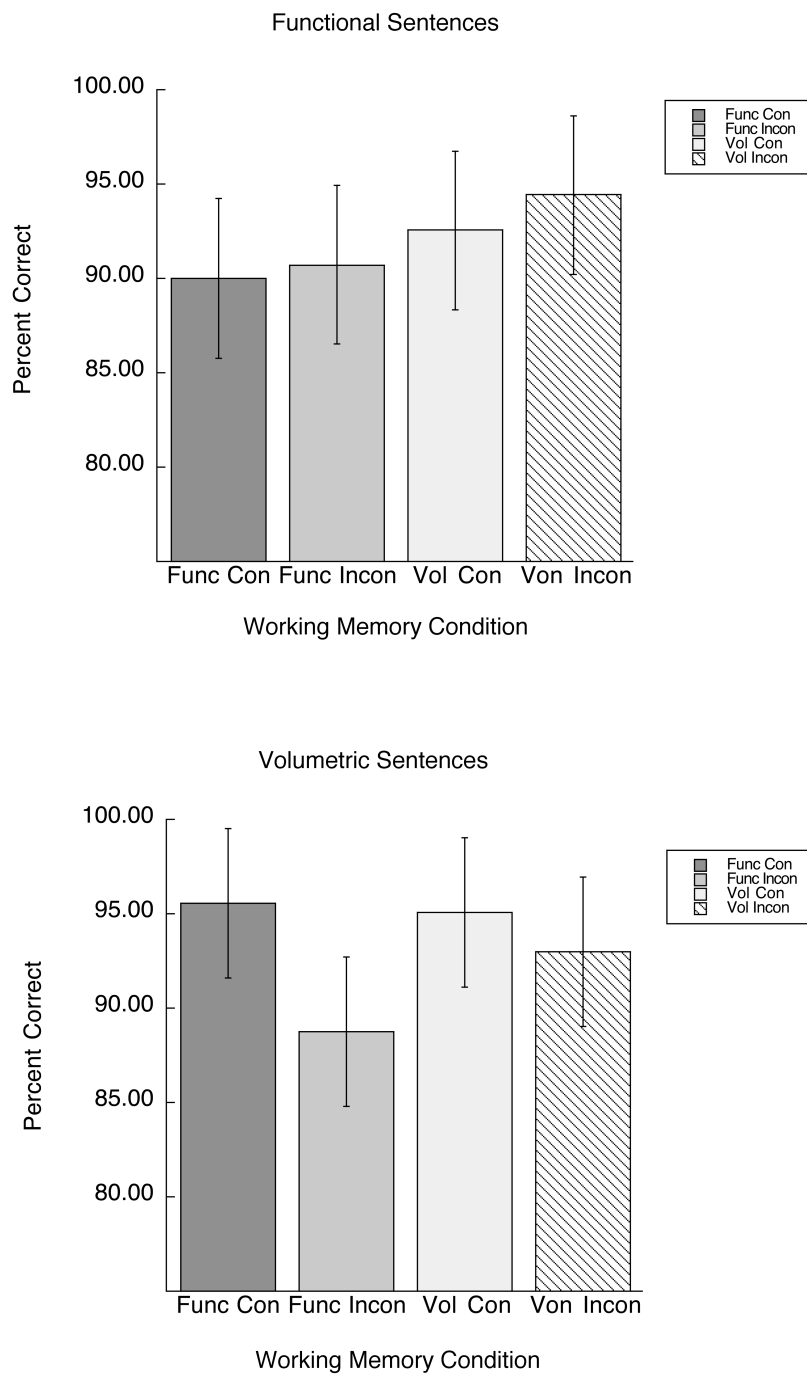 Functional Sentences
100.00
95.00
90.00
85.00
80.00
Percent Correct
Func Con
Func Incon
Vol Con
Vol Incon
Func Con Func Incon Vol Con Von Incon
Working Memory Condition
Volumetric Sentences
100.00
95.00
90.00
85.00
80.00
Percent Correct
Func Con
Func Incon
Vol Con
Vol Incon
Func Con Func Incon Vol Con Von Incon
Working Memory Condition